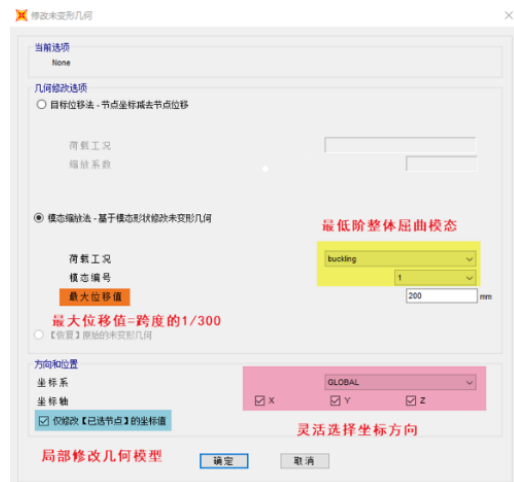 修改未变形几何
当前选项
None
几何修改选项
目标位移法 - 节点坐标减去节点位移
荷载工况
缩放系数
模态缩放法 - 基于模态形状修改未变形几何
最低阶整体屈曲模态
荷载工况 buckling
模态编号 1
最大位移值 200 mm
最大位移值=跨度的1/300
【恢复】原始的未变形几何
方向和位置
坐标系 GLOBAL
坐标轴 X Y Z
仅修改【已选节点】的坐标值
灵活选择坐标方向
局部修改几何模型
确定 取消